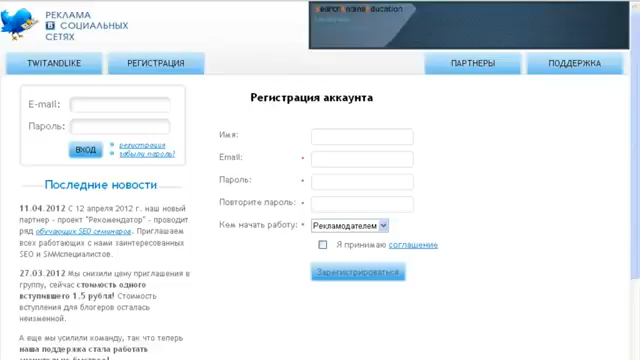 РЕКЛАМА
В СОЦИАЛЬНЫХ
СЕТЯХ
Search Engine Education
TWITANDLIKE
РЕГИСТРАЦИЯ
ПАРТНЕРЫ
ПОДДЕРЖКА
E-mail:
Пароль:
ВХОД
регистрация
забыли пароль?
Последние новости
11.04.2012 С 12 апреля 2012 г. наш новый
партнер - проект "Рекомендатор" - проводит
ряд обучающих SEO семинаров. Приглашаем
всех работающих с нами заинтересованных
SEO и SMMспециалистов.
27.03.2012 Мы снизили цену приглашения в
группу, сейчас стоимость одного
вступившего 1.5 рубля! Стоимость
вступления для блогеров осталась
неизменной.
А еще мы усилили команду, так что теперь
наша поддержка стала работать
Регистрация аккаунта
Имя:
Email: *
Пароль: *
Повторите пароль: *
Кем начать работу: * Рекламодателем
Я принимаю соглашение
Зарегистрироваться